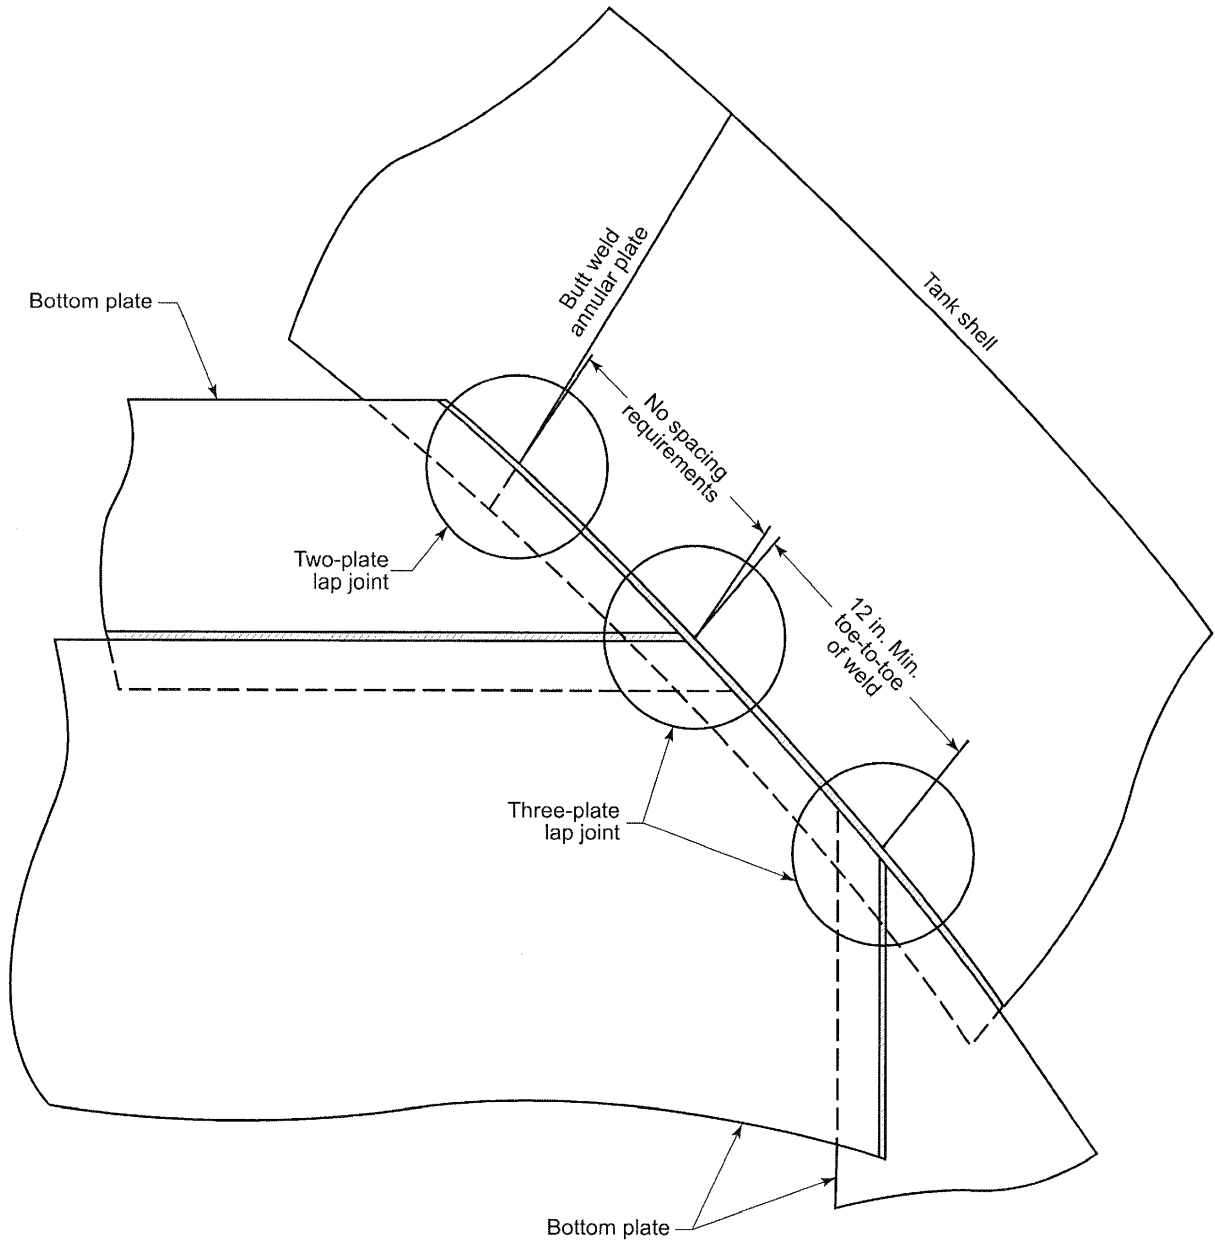 Butt weld
annular plate
Tank shell
Bottom plate
No spacing
requirements
Two-plate
lap joint
12 in. Min.
toe-to-toe
of weld
Three-plate
lap joint
Bottom plate